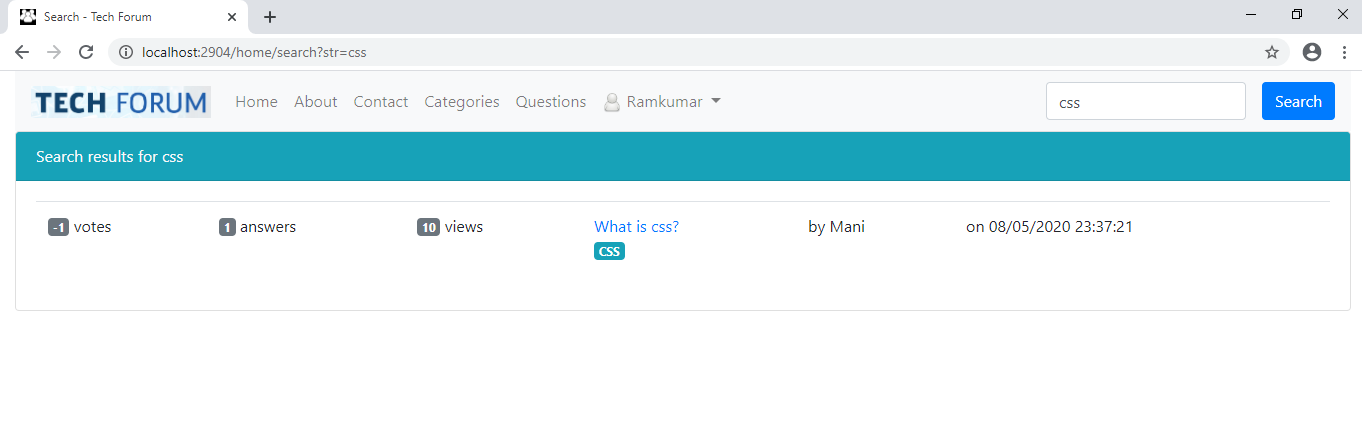 Search - Tech Forum
localhost:2904/home/search?str=css
TECH FORUM Home About Contact Categories Questions Ramkumar css Search
Search results for css
-1 votes 1 answers 10 views What is css? by Mani on 08/05/2020 23:37:21
CSS